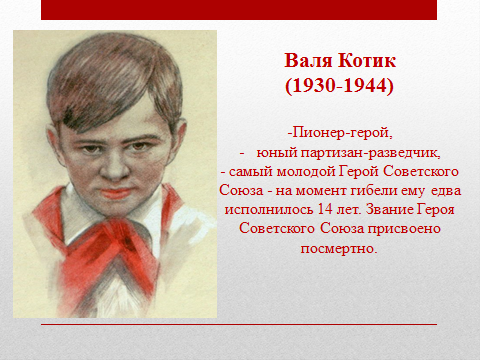 Валя Котик
(1930-1944)
-Пионер-герой,
- юный партизан-разведчик,
- самый молодой Герой Советского
Союза - на момент гибели ему едва
исполнилось 14 лет. Звание Героя
Советского Союза присвоено
посмертно.